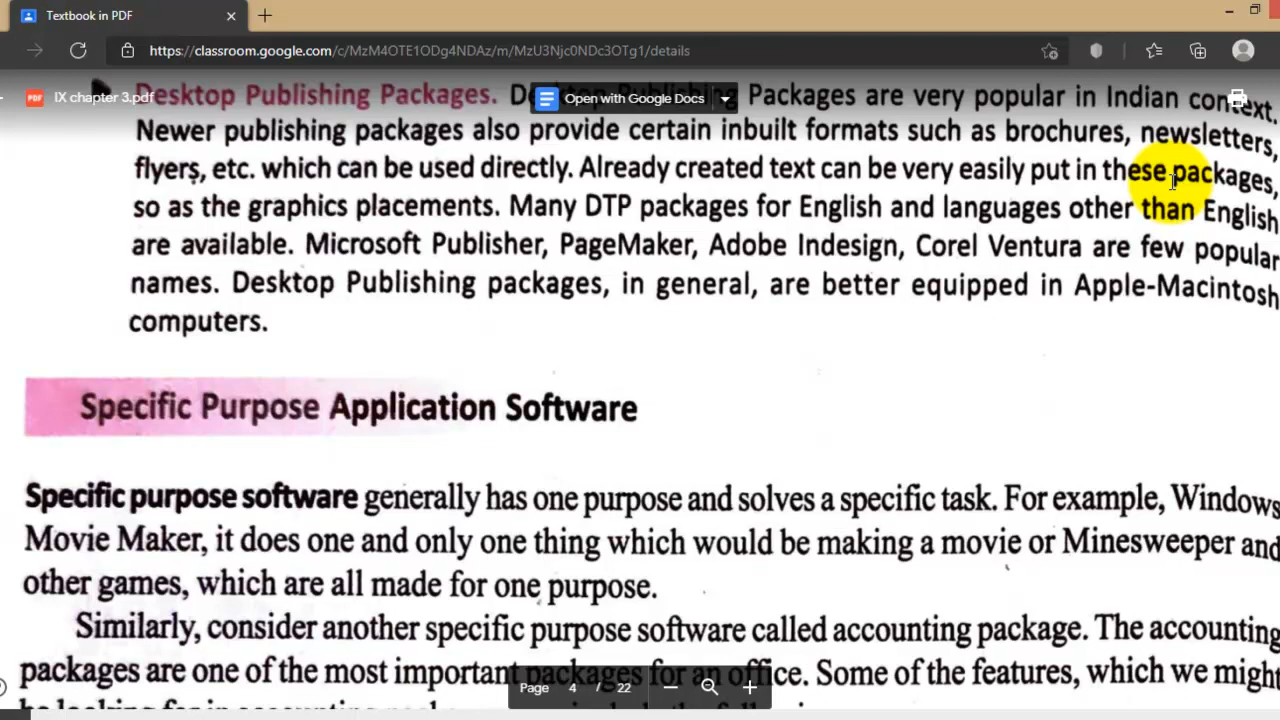 Textbook in PDF
https://classroom.google.com/c/MzM4OTE1ODg4NDAz/m/MzU3Njc0NDc3OTg1/details
IX chapter 3.pdf
Open with Google Docs
Desktop Publishing Packages. Desktop Publishing Packages are very popular in Indian context.
Newer publishing packages also provide certain inbuilt formats such as brochures, newsletters,
flyers, etc. which can be used directly. Already created text can be very easily put in these packages,
so as the graphics placements. Many DTP packages for English and languages other than English
are available. Microsoft Publisher, PageMaker, Adobe Indesign, Corel Ventura are few popular
names. Desktop Publishing packages, in general, are better equipped in Apple-Macintosh
computers.
Specific Purpose Application Software
Specific purpose software generally has one purpose and solves a specific task. For example, Windows
Movie Maker, it does one and only one thing which would be making a movie or Minesweeper and
other games, which are all made for one purpose.
Similarly, consider another specific purpose software called accounting package. The accounting
packages are one of the most important packages for an office. Some of the features, which we might
Page 4 / 22